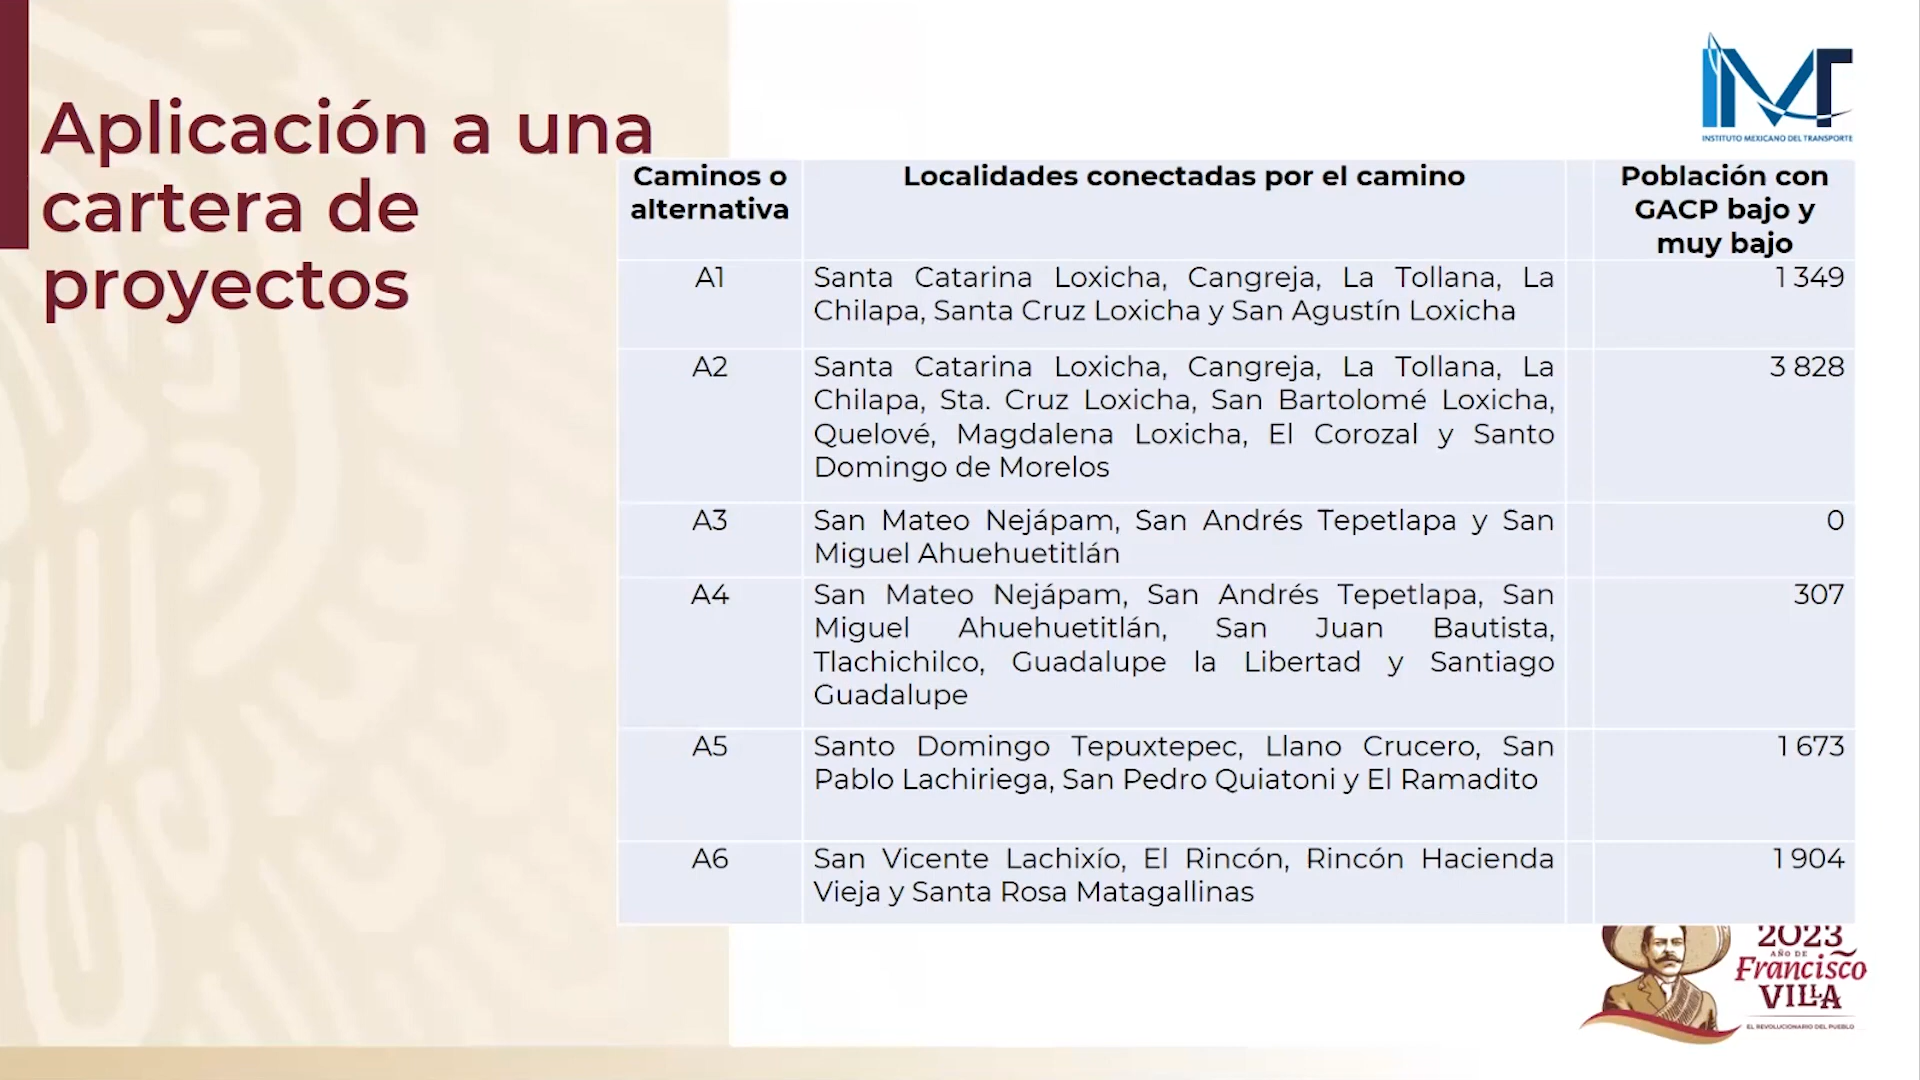 Aplicación a una
cartera de
proyectos
IMT
INSTITUTO MEXICANO DEL TRANSPORTE
Caminos o
alternativa
Localidades conectadas por el camino
Población con
GACP bajo y
muy bajo
A1
Santa Catarina Loxicha, Cangreja, La Tollana, La
Chilapa, Santa Cruz Loxicha y San Agustín Loxicha
1 349
A2
Santa Catarina Loxicha, Cangreja, La Tollana, La
Chilapa, Sta. Cruz Loxicha, San Bartolomé Loxicha,
Quelové, Magdalena Loxicha, El Corozal y Santo
Domingo de Morelos
3 828
A3
San Mateo Nejápam, San Andrés Tepetlapa y San
Miguel Ahuehuetitlán
0
A4
San Mateo Nejápam, San Andrés Tepetlapa, San
Miguel Ahuehuetitlán, San Juan Bautista,
Tlachichilco, Guadalupe la Libertad y Santiago
Guadalupe
307
A5
Santo Domingo Tepuxtepec, Llano Crucero, San
Pablo Lachiriega, San Pedro Quiatoni y El Ramadito
1 673
A6
San Vicente Lachixío, El Rincón, Rincón Hacienda
Vieja y Santa Rosa Matagallinas
1 904
2023
AÑO DE
Francisco
VILLA
EL REVOLUCIONARIO DEL PUEBLO